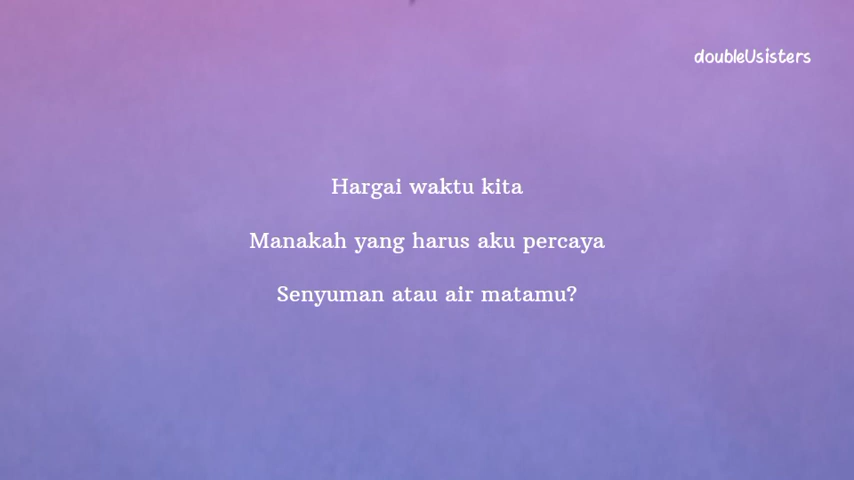 doubleUsisters
Hargai waktu kita
Manakah yang harus aku percaya
Senyuman atau air matamu?